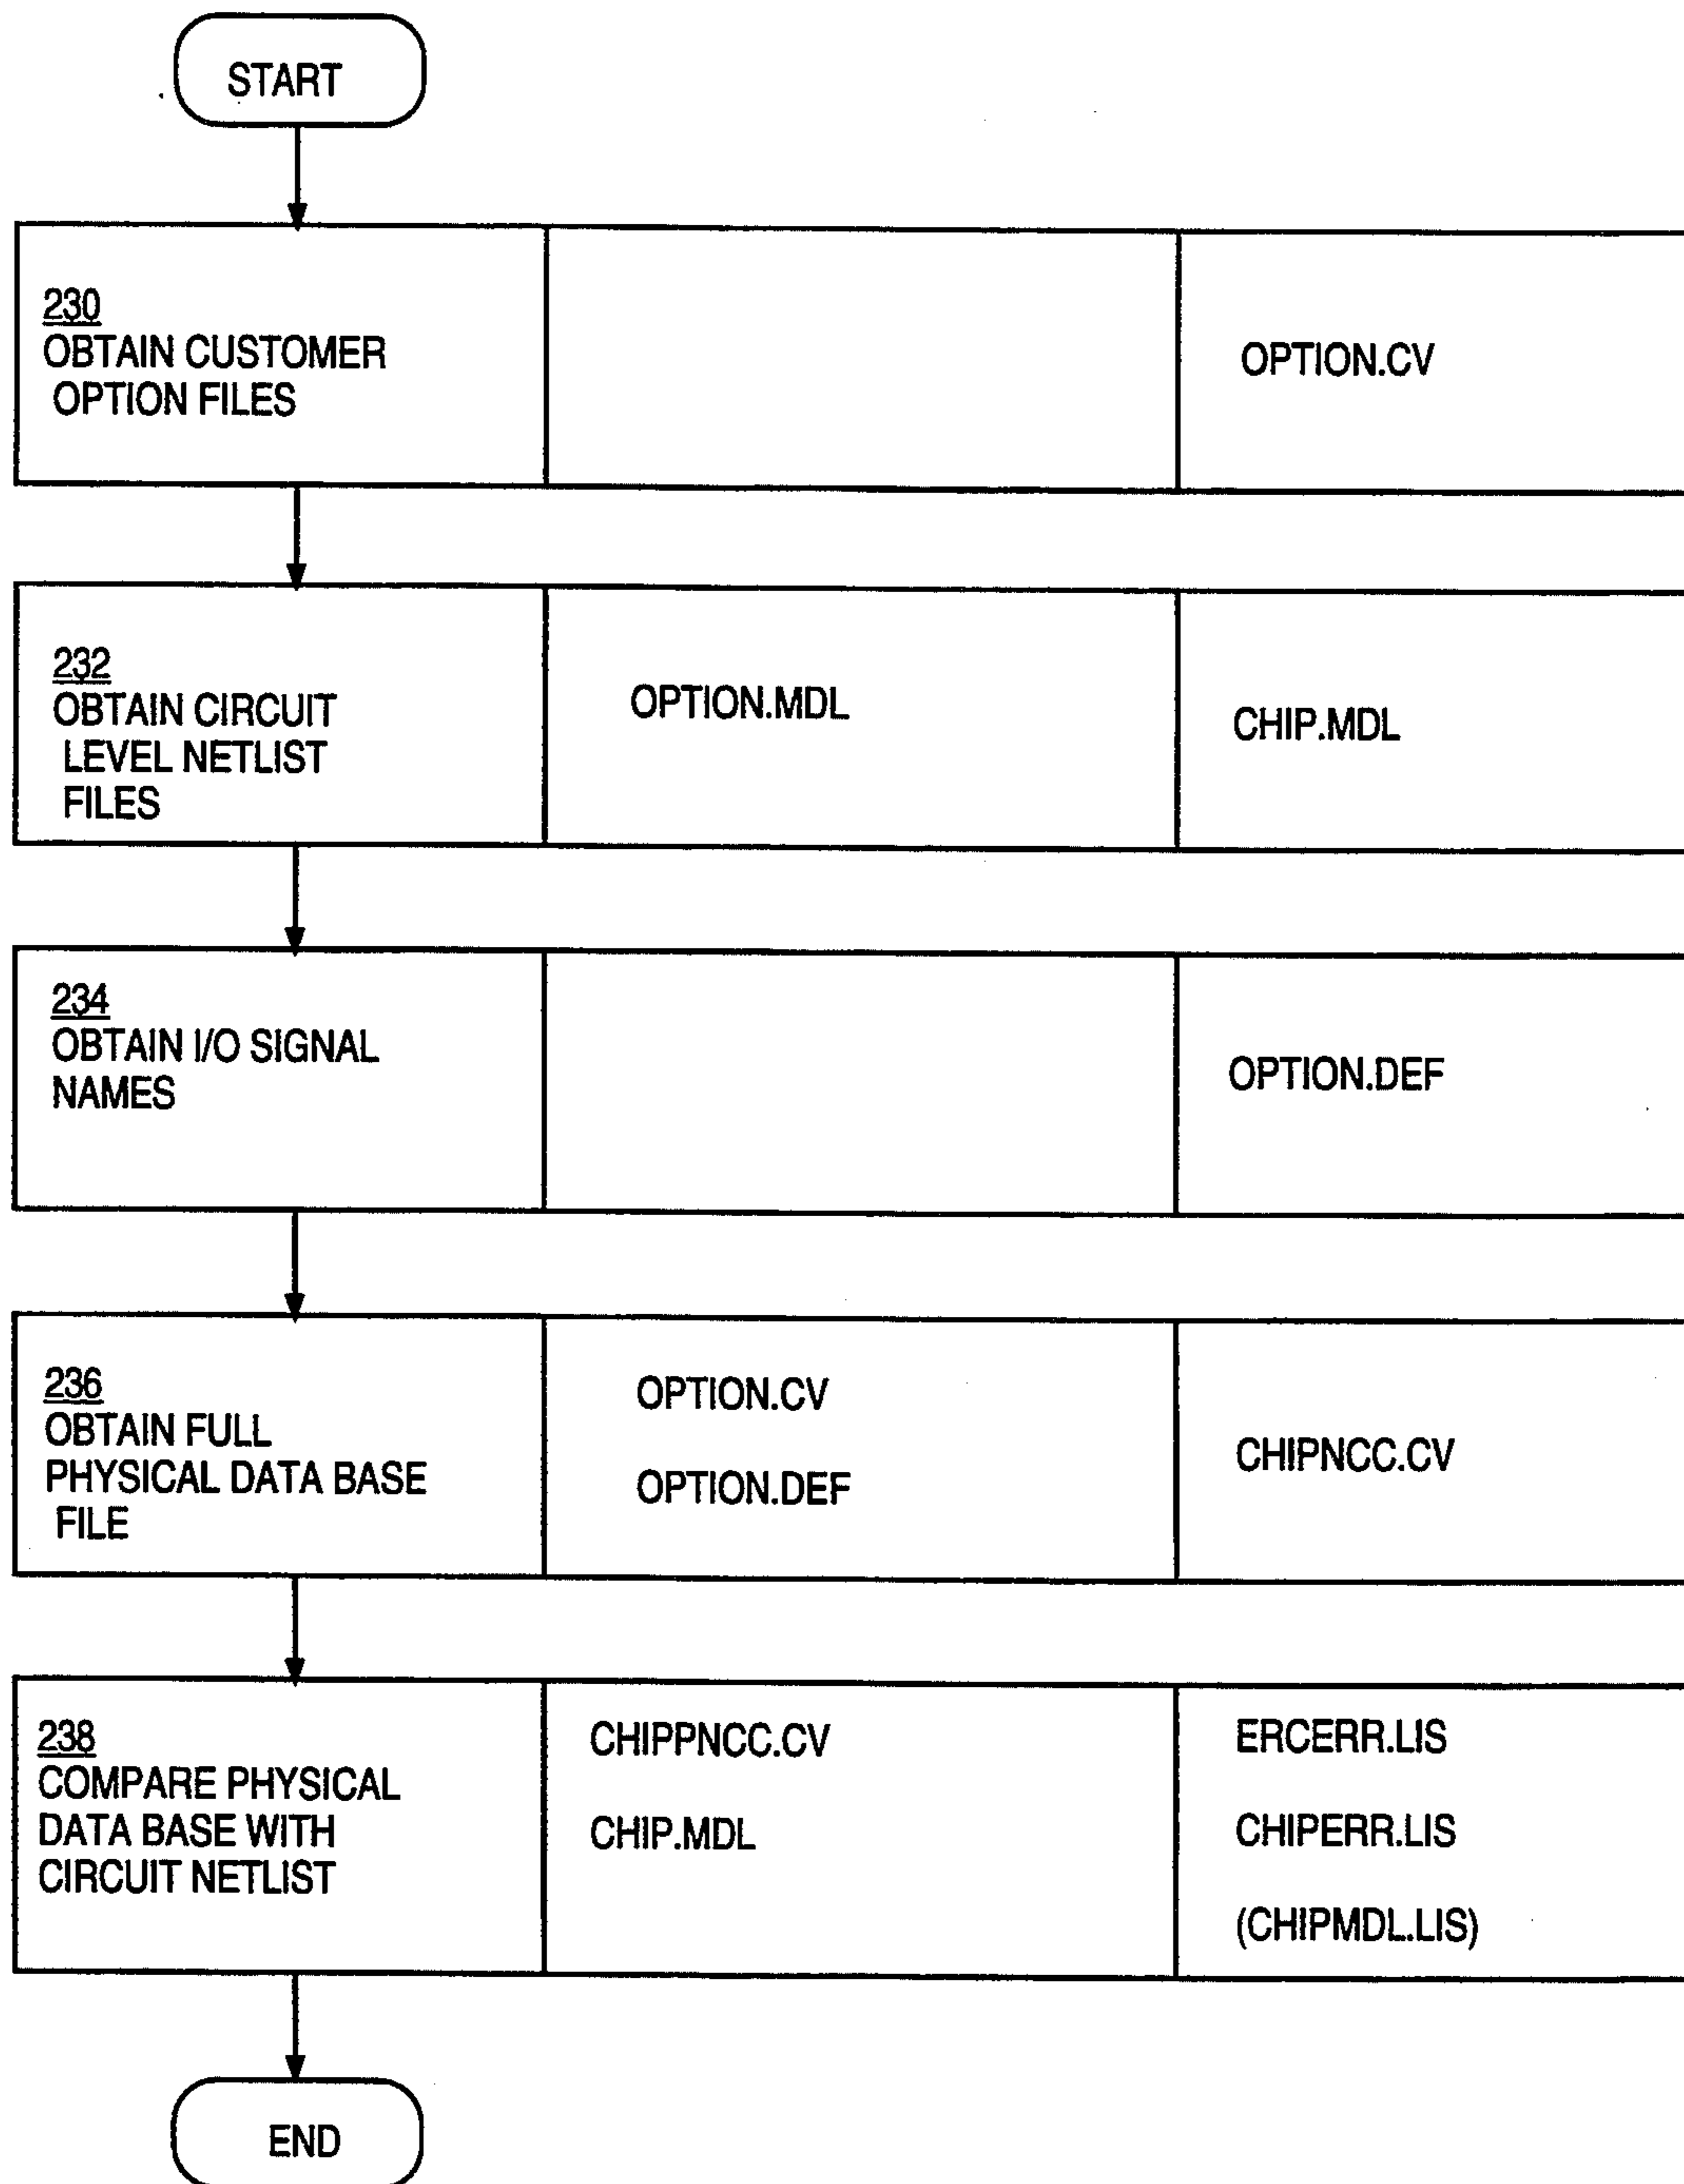 START
230
OBTAIN CUSTOMER
OPTION FILES
OPTION.CV
232
OBTAIN CIRCUIT
LEVEL NETLIST
FILES
OPTION.MDL
CHIP.MDL
234
OBTAIN I/O SIGNAL
NAMES
OPTION.DEF
236
OBTAIN FULL
PHYSICAL DATA BASE
FILE
OPTION.CV
OPTION.DEF
CHIPNCC.CV
238
COMPARE PHYSICAL
DATA BASE WITH
CIRCUIT NETLIST
CHIPPNCC.CV
CHIP.MDL
ERCERR.LIS
CHIPERR.LIS
(CHIPMDL.LIS)
END